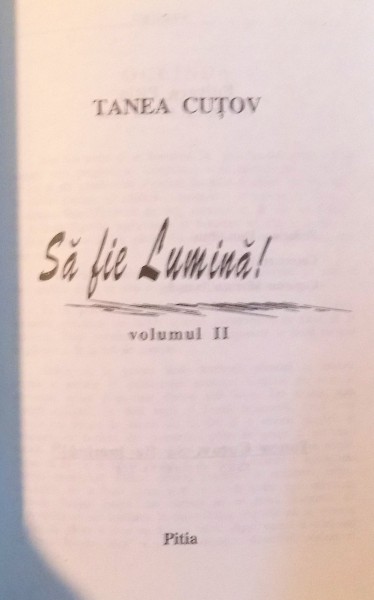 TANEA CUȚOV
Să fie Lumină!
volumul II
Pitia